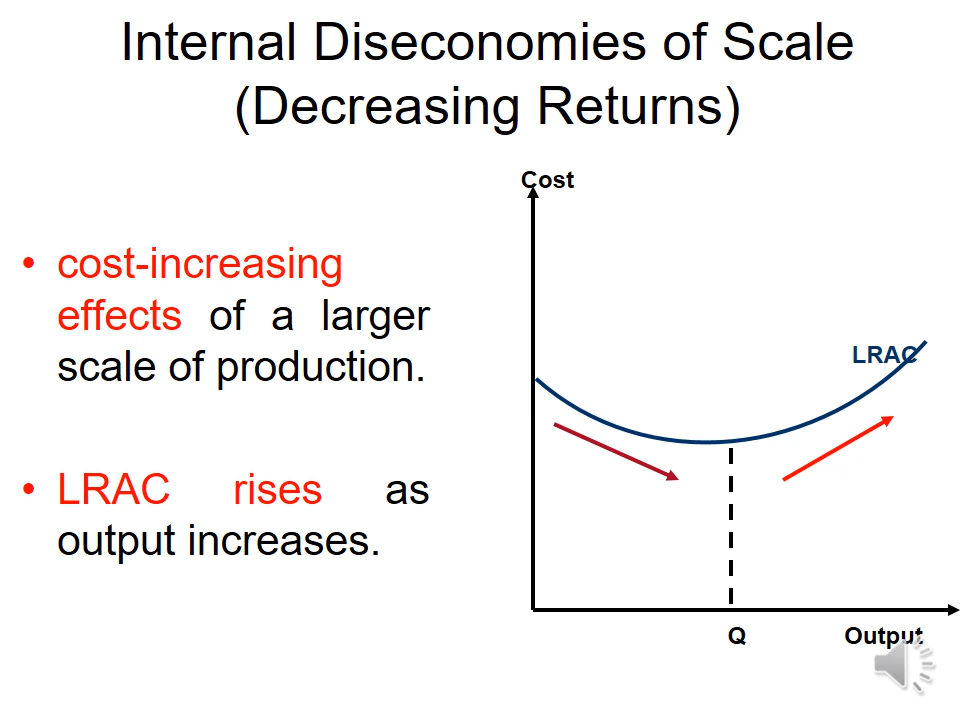 Internal Diseconomies of Scale
(Decreasing Returns)
• cost-increasing
effects of a larger
scale of production.
• LRAC rises as
output increases.
Cost
LRAC
Q
Output